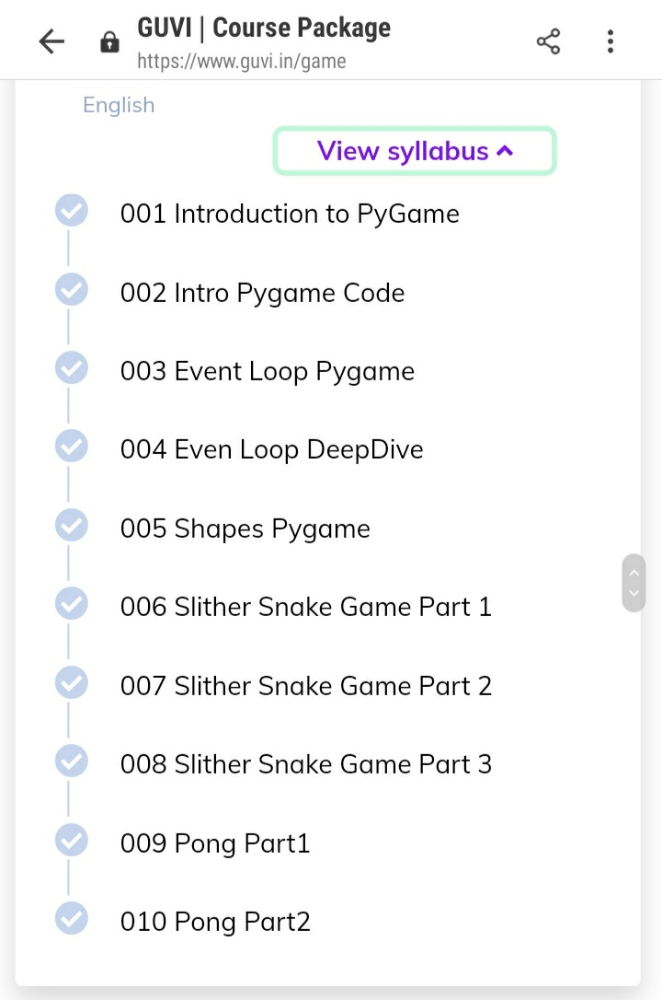 GUVI | Course Package
https://www.guvi.in/game
English
View syllabus
001 Introduction to PyGame
002 Intro Pygame Code
003 Event Loop Pygame
004 Even Loop DeepDive
005 Shapes Pygame
006 Slither Snake Game Part 1
007 Slither Snake Game Part 2
008 Slither Snake Game Part 3
009 Pong Part1
010 Pong Part2